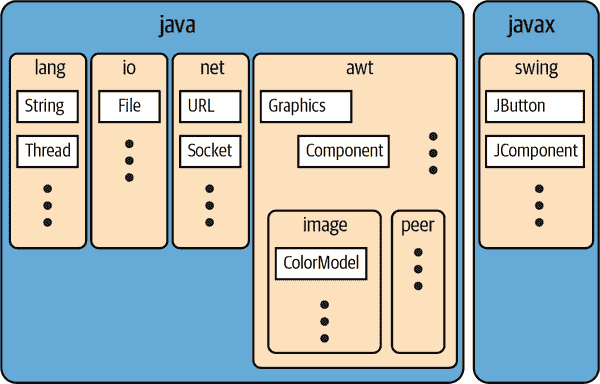 java
javax
lang
io
net
awt
swing
String
File
URL
Graphics
JButton
Thread
Socket
Component
JComponent
image
peer
ColorModel